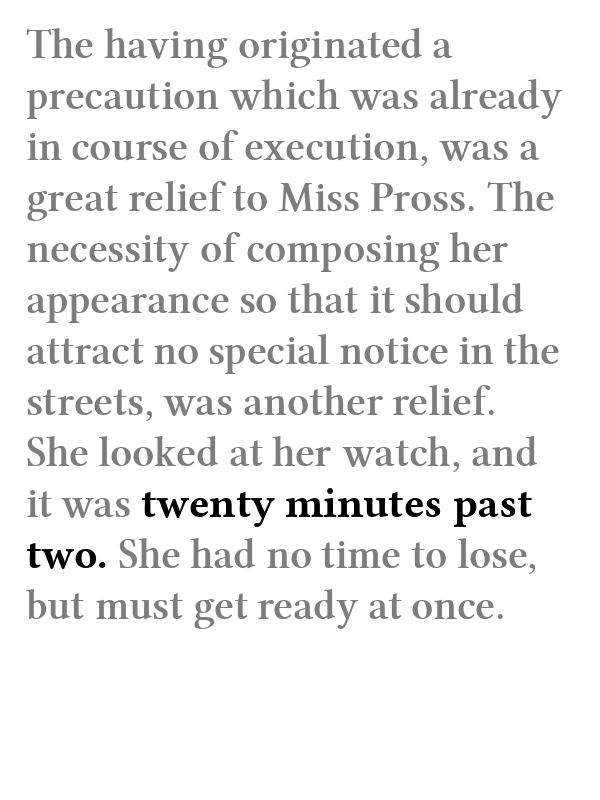 The having originated a
precaution which was already
in course of execution, was a
great relief to Miss Pross. The
necessity of composing her
appearance so that it should
attract no special notice in the
streets, was another relief.
She looked at her watch, and
it was twenty minutes past
two. She had no time to lose,
but must get ready at once.